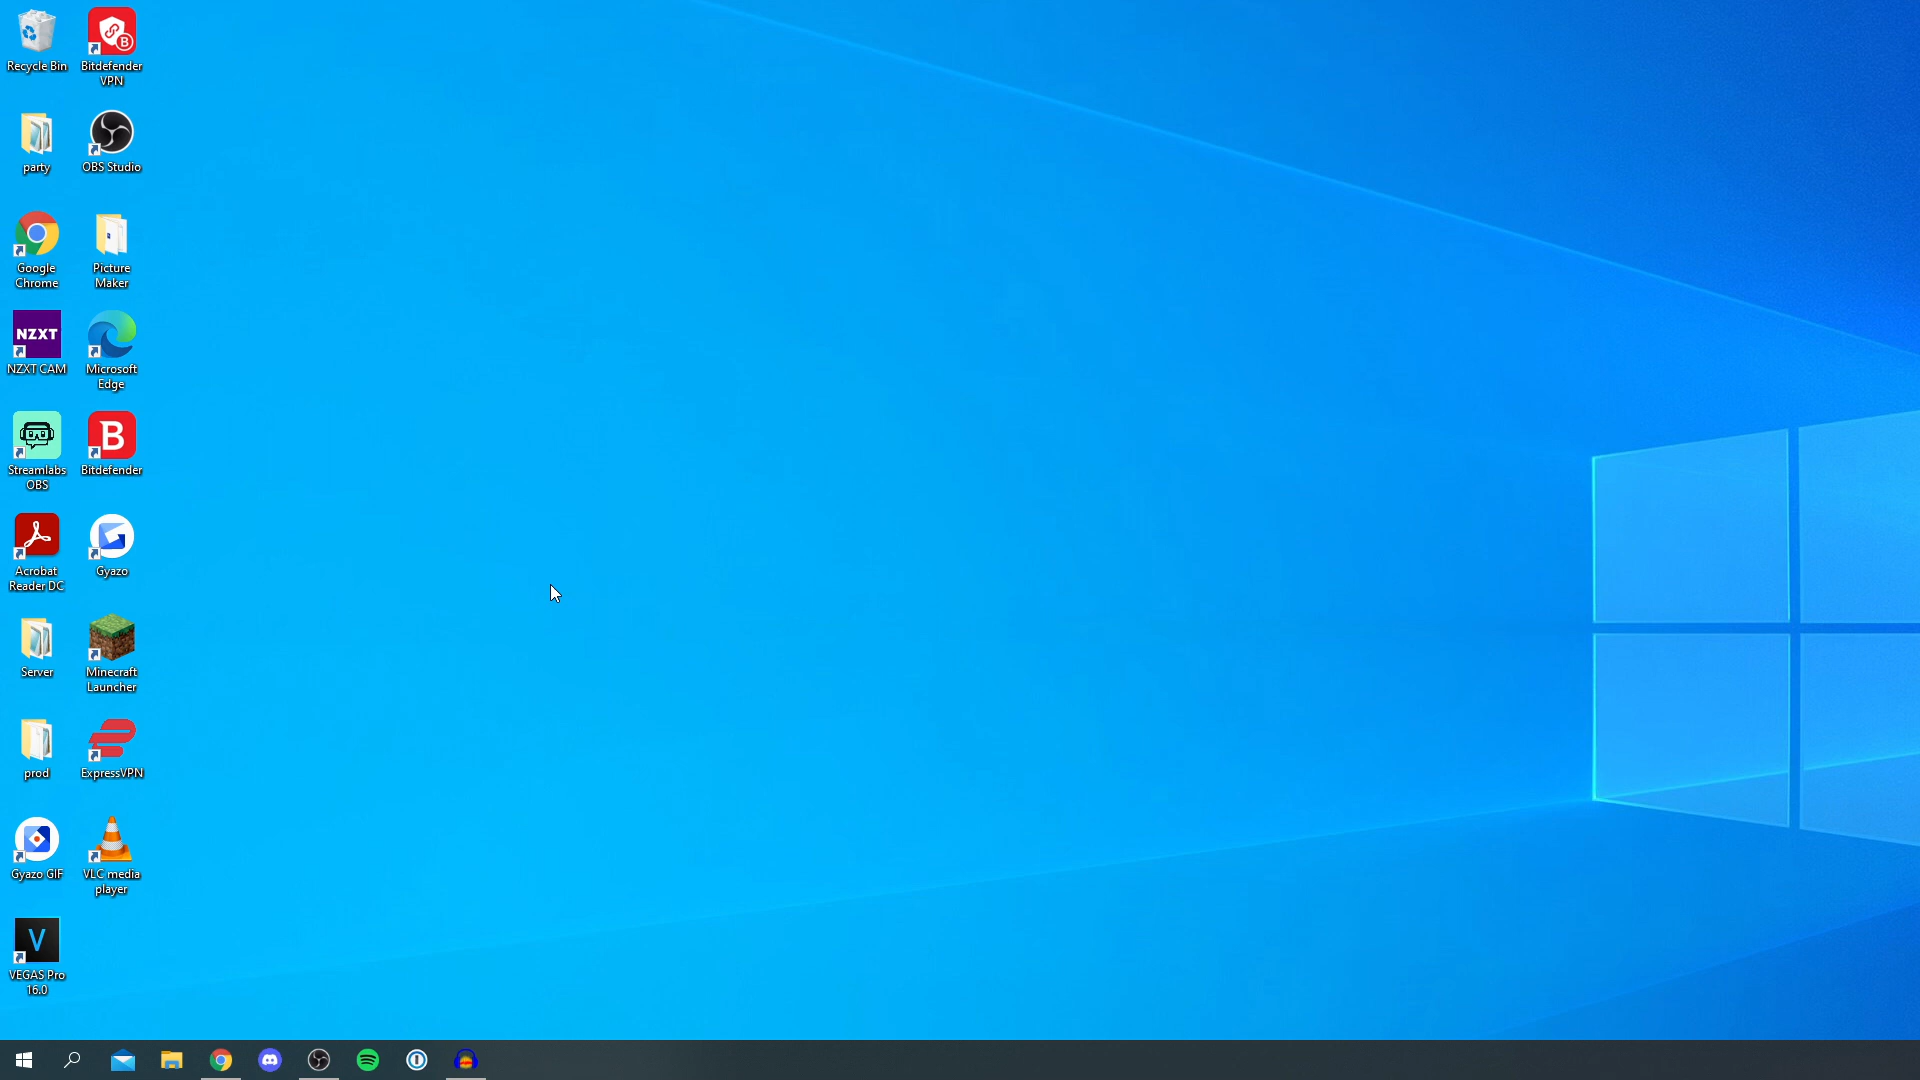 Recycle Bin
Bitdefender
VPN
party
OBS Studio
Google
Chrome
Picture
Maker
NZXT
NZXT CAM
Microsoft
Edge
Streamlabs
OBS
B
Bitdefender
Acrobat
Reader DC
Gyazo
Server
Minecraft
Launcher
prod
ExpressVPN
Gyazo GIF
VLC media
player
V
VEGAS Pro
16.0